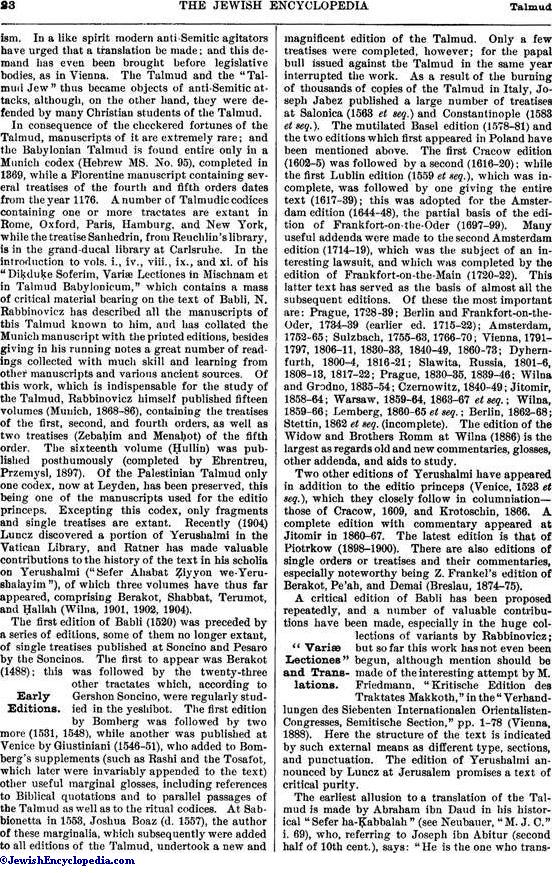 23
THE JEWISH ENCYCLOPEDIA
Talmud
ism. In a like spirit modern anti-Semitic agitators
have urged that a translation be made; and this de-
mand has even been brought before legislative
bodies, as in Vienna. The Talmud and the "Tal-
mud Jew" thus became objects of anti-Semitic at-
tacks, although, on the other hand, they were de-
fended by many Christian students of the Talmud.
In consequence of the checkered fortunes of the
Talmud, manuscripts of it are extremely rare; and
the Babylonian Talmud is found entire only in a
Munich codex (Hebrew MS. No. 95), completed in
1369, while a Florentine manuscript containing sev-
eral treatises of the fourth and fifth orders dates
from the year 1176. A number of Talmudic codices
containing one or more tractates are extant in
Rome, Oxford, Paris, Hamburg, and New York,
while the treatise Sanhedrin, from Reuchlin's library,
is in the grand-ducal library at Carlsruhe. In the
introduction to vols. i., iv., viii., ix., and xi. of his
"Diḳduḳe Soferim, Variæ Lectiones in Mischnam et
in Talmud Babylonicum," which contains a mass
of critical material bearing on the text of Babli, N.
Rabbinovicz has described all the manuscripts of
this Talmud known to him, and has collated the
Munich manuscript with the printed editions, besides
giving in his running notes a great number of read-
ings collected with much skill and learning from
other manuscripts and various ancient sources. Of
this work, which is indispensable for the study of
the Talmud, Rabbinovicz himself published fifteen
volumes (Munich, 1868-86), containing the treatises
of the first, second, and fourth orders, as well as
two treatises (Zebaḥim and Menaḥot) of the fifth
order. The sixteenth volume (Ḥullin) was pub-
lished posthumously (completed by Ehrentreu,
Przemysl, 1897). Of the Palestinian Talmud only
one codex, now at Leyden, has been preserved, this
being one of the manuscripts used for the editio
princeps. Excepting this codex, only fragments
and single treatises are extant. Recently (1904)
Luncz discovered a portion of Yerushalmi in the
Vatican Library, and Ratner has made valuable
contributions to the history of the text in his scholia
on Yerushalmi ("Sefer Ahabat Ẓiyyon we-Yeru-
shalayim"), of which three volumes have thus far
appeared, comprising Berakot, Shabbat, Terumot,
and Ḥallah (Wilna, 1901, 1902, 1904).
The first edition of Babli (1520) was preceded by
a series of editions, some of them no longer extant,
of single treatises published at Soncino and Pesaro
by the Soncinos. The first to appear was Berakot
(1488); this was followed by the twenty-three
other tractates which, according to
Early Gershon Soncino, were regularly stud-
Editions. ied in the yeshibot. The first edition
by Bomberg was followed by two
more (1531, 1548), while another was published at
Venice by Giustiniani (1546-51), who added to Bom-
berg's supplements (such as Rashi and the Tosafot,
which later were invariably appended to the text)
other useful marginal glosses, including references
to Biblical quotations and to parallel passages of
the Talmud as well as to the ritual codices. At Sab-
bionetta in 1553, Joshua Boaz (d. 1557), the author
of these marginalia, which subsequently were added
to all editions of the Talmud, undertook a new and
magnificent edition of the Talmud. Only a few
treatises were completed, however; for the papal
bull issued against the Talmud in the same year
interrupted the work. As a result of the burning
of thousands of copies of the Talmud in Italy, Jo-
seph Jabez published a large number of treatises
at Salonica (1563 et seq.) and Constantinople (1583
et seq.). The mutilated Basel edition (1578-81) and
the two editions which first appeared in Poland have
been mentioned above. The first Cracow edition
(1602-5) was followed by a second (1616-20); while
the first Lublin edition (1559 et seq.), which was in-
complete, was followed by one giving the entire
text (1617-39); this was adopted for the Amster-
dam edition (1644-48), the partial basis of the edi-
tion of Frankfort-on-the-Oder (1697-99). Many
useful addenda were made to the second Amsterdam
edition (1714-19), which was the subject of an in-
teresting lawsuit, and which was completed by the
edition of Frankfort-on-the-Main (1720-22). This
latter text has served as the basis of almost all the
subsequent editions. Of these the most important
are: Prague, 1728-39; Berlin and Frankfort-on-the-
Oder, 1734-39 (earlier ed. 1715-22); Amsterdam,
1752-65; Sulzbach, 1755-63, 1766-70; Vienna, 1791-
1797, 1806-11, 1830-33, 1840-49, 1860-73; Dyhern-
furth, 1800-4, 1816-21; Slawita, Russia, 1801-6,
1808-13, 1817-22; Prague, 1830-35, 1839-46; Wilna
and Grodno, 1835-54; Czernowitz, 1840-49; Jitomir,
1858-64; Warsaw, 1859-64, 1863-67 et seq.; Wilna,
1859-66; Lemberg, 1860-65 et seq.; Berlin, 1862-68;
Stettin, 1862 et seq. (incomplete). The edition of the
Widow and Brothers Romm at Wilna (1886) is the
largest as regards old and new commentaries, glosses,
other addenda, and aids to study.
Two other editions of Yerushalmi have appeared
in addition to the editio princeps (Venice, 1523 et
seq.), which they closely follow in columniation—
those of Cracow, 1609, and Krotoschin, 1866. A
complete edition with commentary appeared at
Jitomir in 1860-67. The latest edition is that of
Piotrkow (1898-1900). There are also editions of
single orders or treatises and their commentaries,
especially noteworthy being Z. Frankel's edition of
Berakot, Pe'ah, and Demai (Breslau, 1874-75).
A critical edition of Babli has been proposed
repeatedly, and a number of valuable contribu-
tions have been made, especially in the huge col-
lections of variants by Rabbinovicz;
"Variæ but so far this work has not even been
Lectiones" begun, although mention should be
and Trans- made of the interesting attempt by M.
lations. Friedmann, "Kritische Edition des
Traktates Makkoth," in the "Verhand-
lungen des Siebenten Internationalen Orientalisten-
Congresses, Semitische Section," pp. 1-78 (Vienna,
1888). Here the structure of the text is indicated
by such external means as different type, sections,
and punctuation. The edition of Yerushalmi an-
nounced by Luncz at Jerusalem promises a text of
critical purity.
The earliest allusion to a translation of the Tal-
mud is made by Abraham ibn Daud in his histor-
ical "Sefer ha-Ḳabbalah" (see Neubauer, "M. J. C."
i. 69), who, referring to Joseph ibn Abitur (second
half of 10th cent.), says: "He is the one who trans-
©JewishEncyclopedia.com